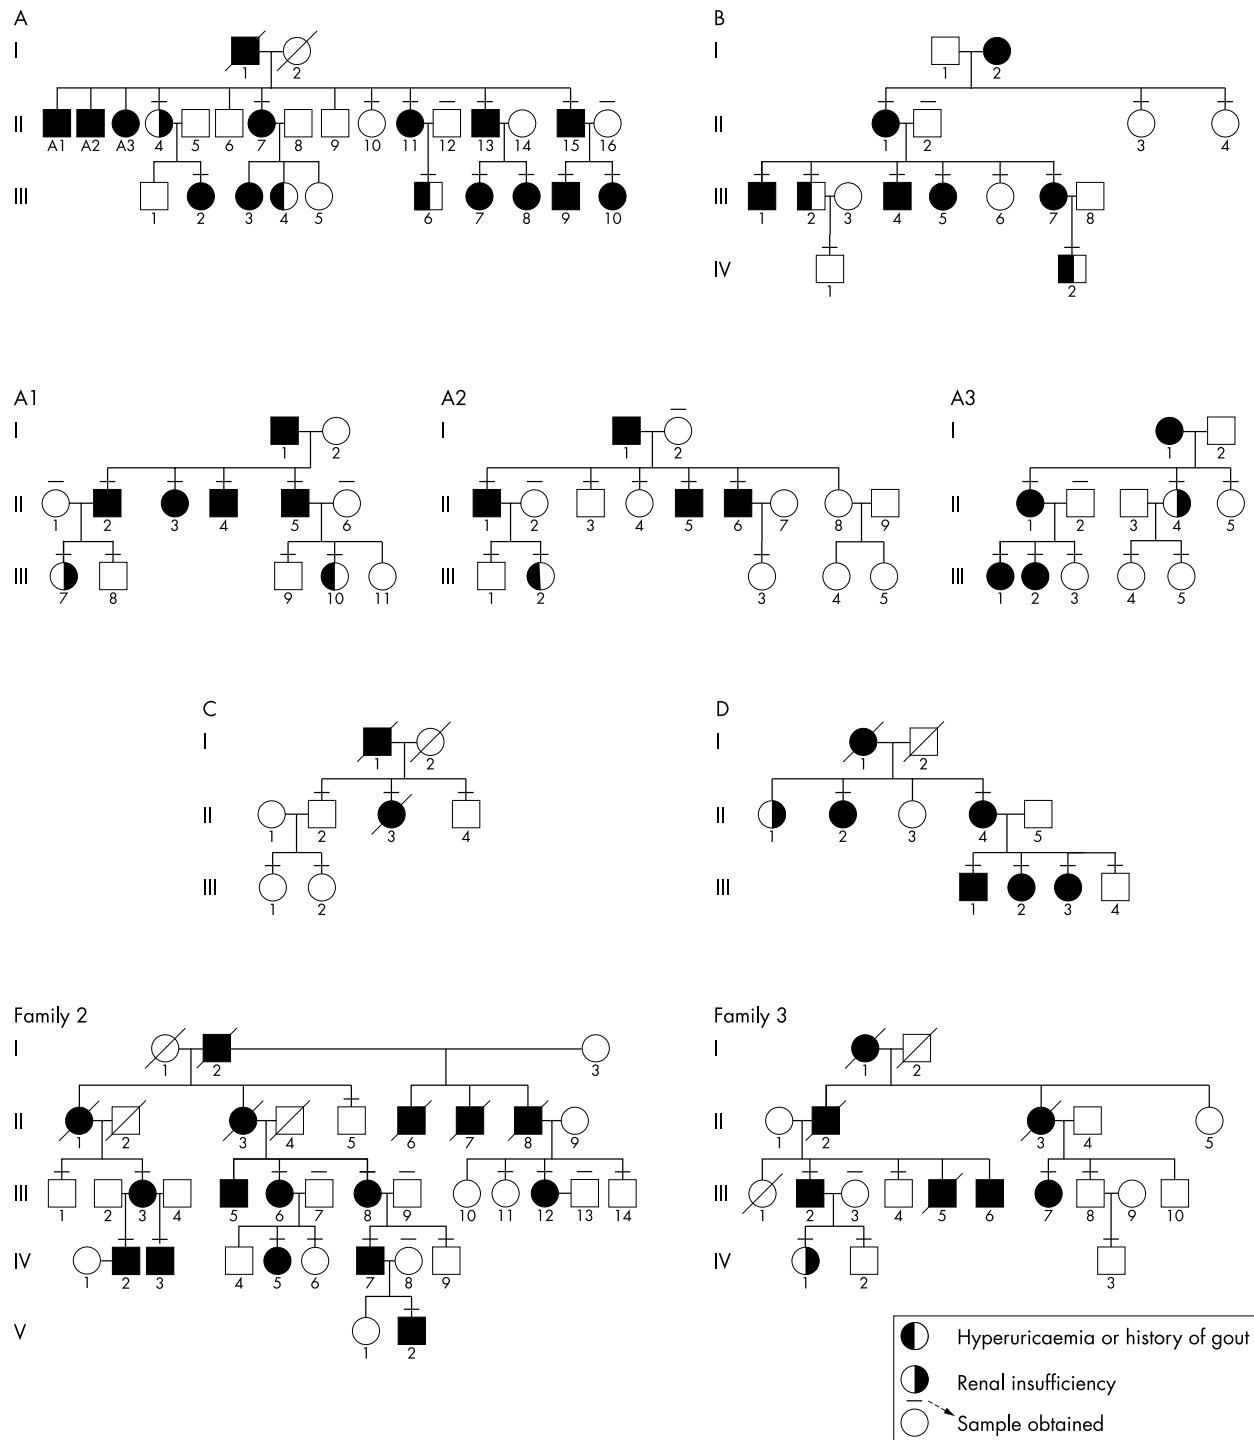 A B
I
1 2 1 2
II
A1 A2 A3 4 5 6 7 8 9 10 11 12 13 14 15 16 1 2 3 4
III
1 2 3 4 5 6 7 8 9 10 1 2 3 4 5 6 7 8
IV
1 2
A1 A2 A3
I I I
1 2 1 2 1 2
II II II
1 2 3 4 5 6 1 2 3 4 5 6 7 8 9 1 2 3 4 5
III III III
7 8 9 10 11 1 2 3 4 5 1 2 3 4 5
C D
I I
1 2 1 2
II II
1 2 3 4 1 2 3 4 5
III III
1 2 1 2 3 4
Family 2 Family 3
I I
1 2 3 1 2
II II
1 2 3 4 5 6 7 8 9 1 2 3 4 5
III III
1 2 3 4 5 6 7 8 9 10 11 12 13 14 1 2 3 4 5 6 7 8 9 10
IV IV
1 2 3 4 5 6 7 8 9 1 2 3
V
1 2
Hyperuricaemia or history of gout
Renal insufficiency
Sample obtained